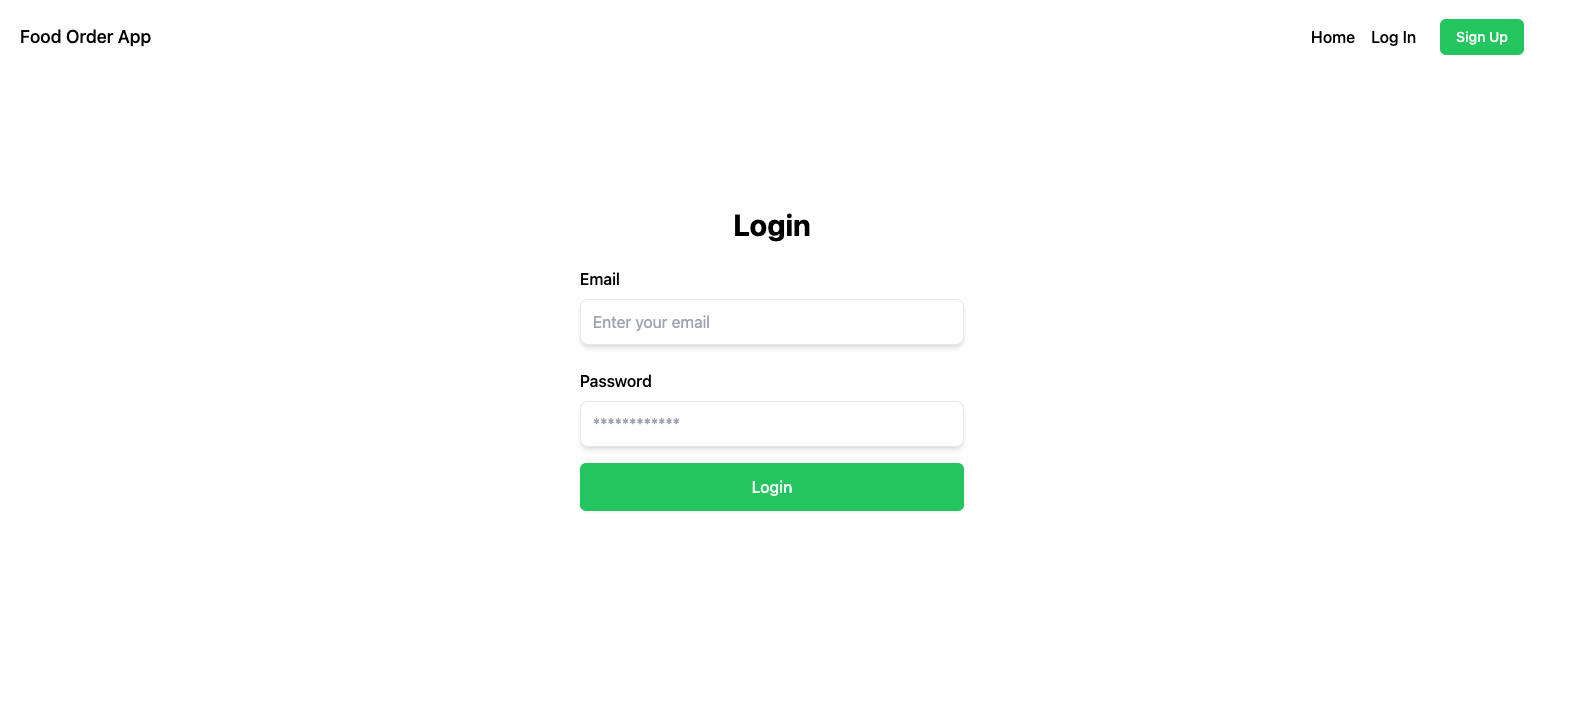 Food Order App
Home Log In Sign Up
Login
Email
Enter your email
Password
************
Login